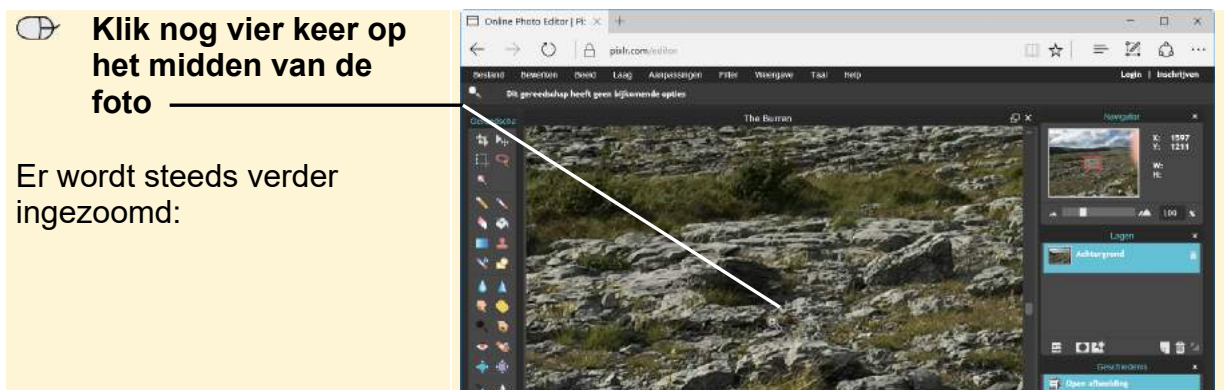 Klik nog vier keer op
het midden van de
foto
Er wordt steeds verder
ingezoomd:
Online Photo Editor | Pi:
pixlr.com/editor
Bestand Bewerken Beeld Laag Aanpassingen Filter Weergave Taal Help
Login | Inschrijven
Dit gereedschap heeft geen bijkomende opties
The Burren
Navigator
X: 1597
Y: 1211
W:
H:
100 %
Lagen
Achtergrond
Geschiedenis
Open afbeelding